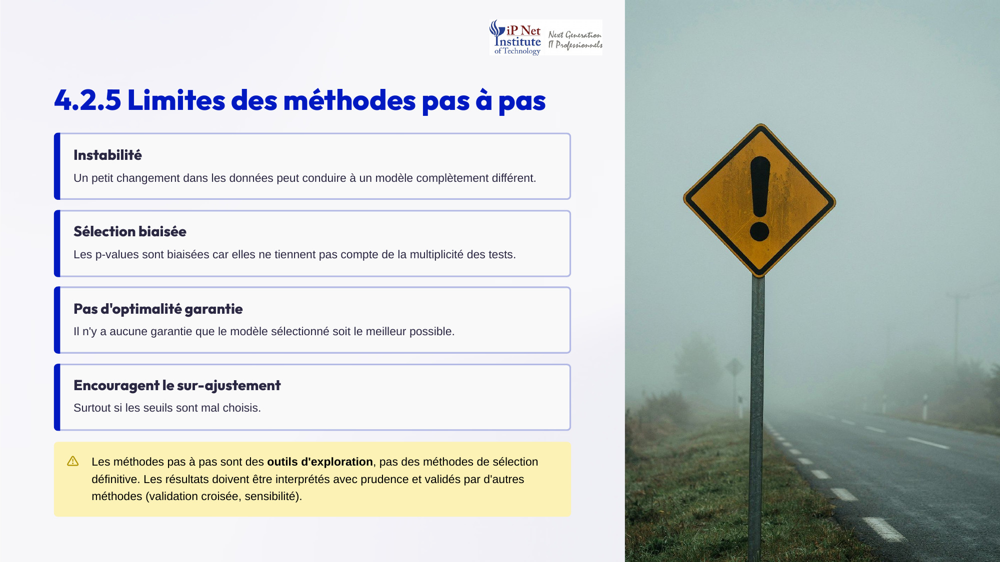 iP Net
Institute
of Technology
Next Generation
IT Professionnels
4.2.5 Limites des méthodes pas à pas
Instabilité
Un petit changement dans les données peut conduire à un modèle complètement différent.
Sélection biaisée
Les p-values sont biaisées car elles ne tiennent pas compte de la multiplicité des tests.
Pas d'optimalité garantie
Il n'y a aucune garantie que le modèle sélectionné soit le meilleur possible.
Encouragent le sur-ajustement
Surtout si les seuils sont mal choisis.
Les méthodes pas à pas sont des outils d'exploration, pas des méthodes de sélection
définitive. Les résultats doivent être interprétés avec prudence et validés par d'autres
méthodes (validation croisée, sensibilité).